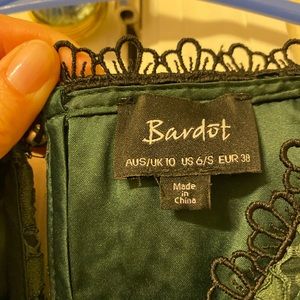 Bardot
AUS/UK 10 US 6/S EUR 38
Made
in
China